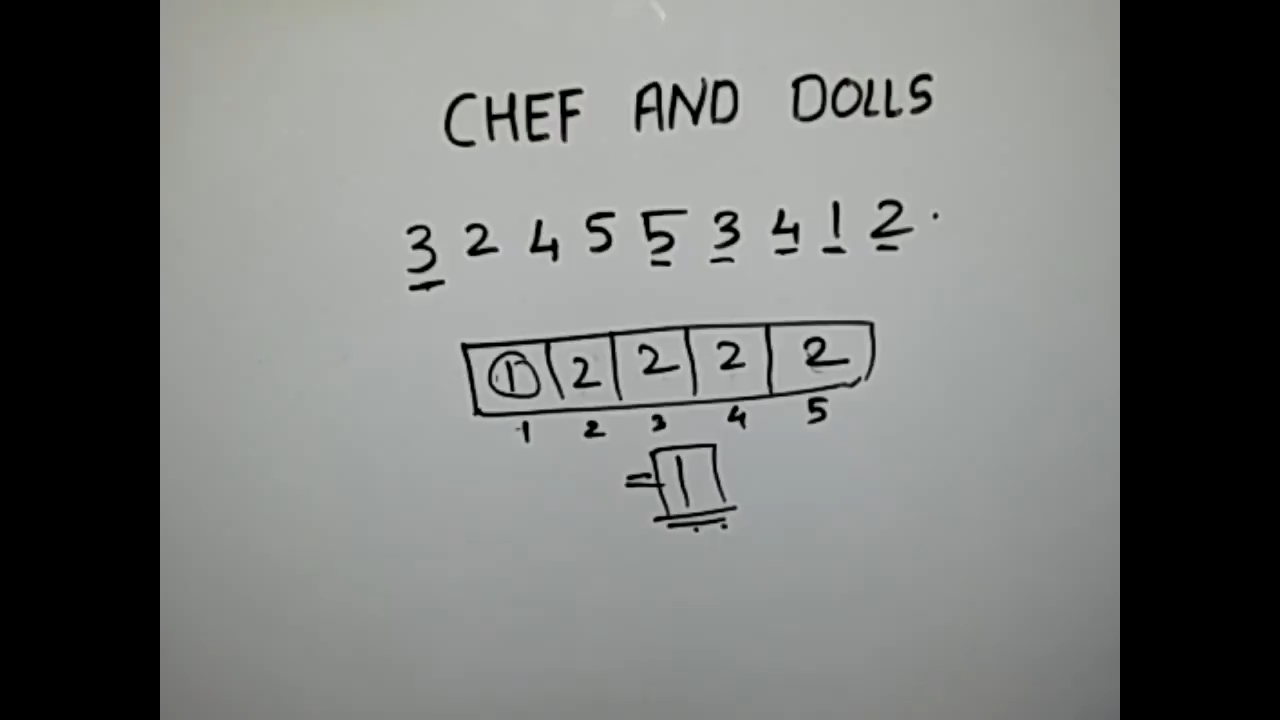 CHEF AND DOLLS
3 2 4 5 5 3 4 1 2 .
1 2 2 2 2
1 2 3 4 5
= 1